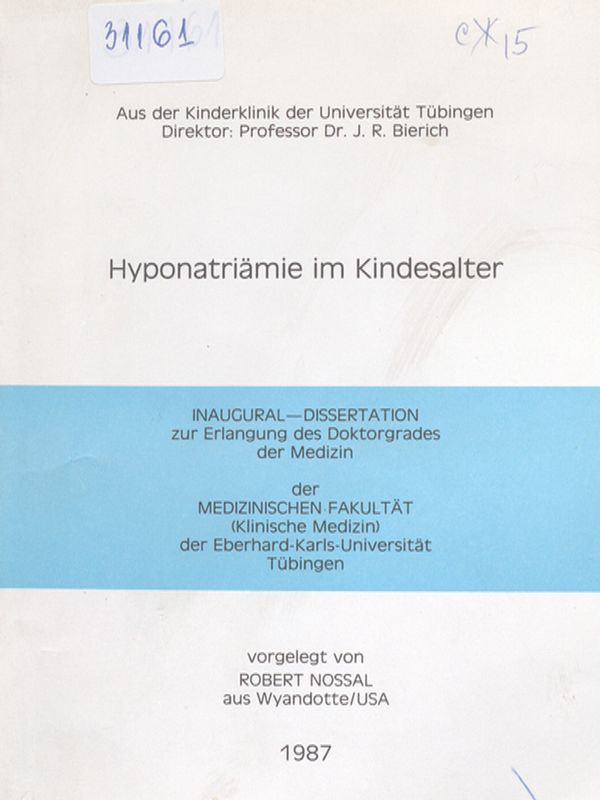 31161
сж 15
Aus der Kinderklinik der Universität Tübingen
Direktor: Professor Dr. J. R. Bierich
Hyponatriämie im Kindesalter
INAUGURAL—DISSERTATION
zur Erlangung des Doktorgrades
der Medizin
der
MEDIZINISCHEN FAKULTÄT
(Klinische Medizin)
der Eberhard-Karls-Universität
Tübingen
vorgelegt von
ROBERT NOSSAL
aus Wyandotte/USA
1987